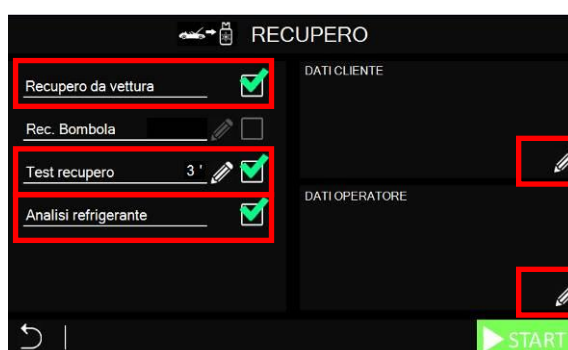 RECUPERO
Recupero da vettura
Rec. Bombola
Test recupero 3 '
Analisi refrigerante
DATI CLIENTE
DATI OPERATORE
START